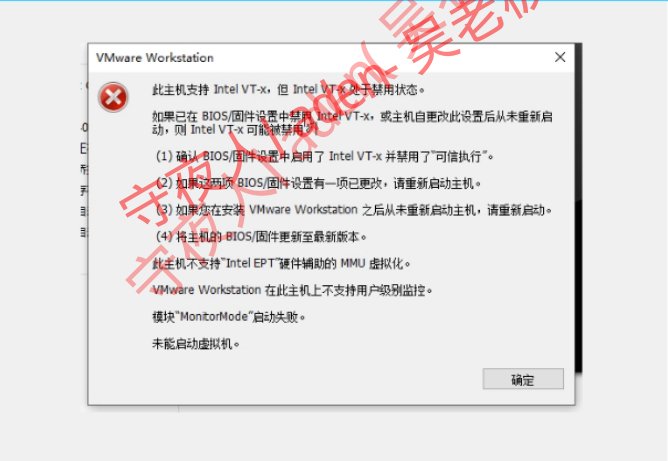 VMware Workstation
此主机支持 Intel VT-x，但 Intel VT-x 处于禁用状态。
如果已在 BIOS/固件设置中禁用 Intel VT-x，或主机自更改此设置后从未重新启
动，则 Intel VT-x 可能被禁用。
(1) 确认 BIOS/固件设置中启用了 Intel VT-x 并禁用了“可信执行”。
(2) 如果这两项 BIOS/固件设置有一项已更改，请重新启动主机。
(3) 如果您在安装 VMware Workstation 之后从未重新启动主机，请重新启动。
(4) 将主机的 BIOS/固件更新至最新版本。
此主机不支持“Intel EPT”硬件辅助的 MMU 虚拟化。
VMware Workstation 在此主机上不支持用户级别监控。
模块“MonitorMode”启动失败。
未能启动虚拟机。
确定